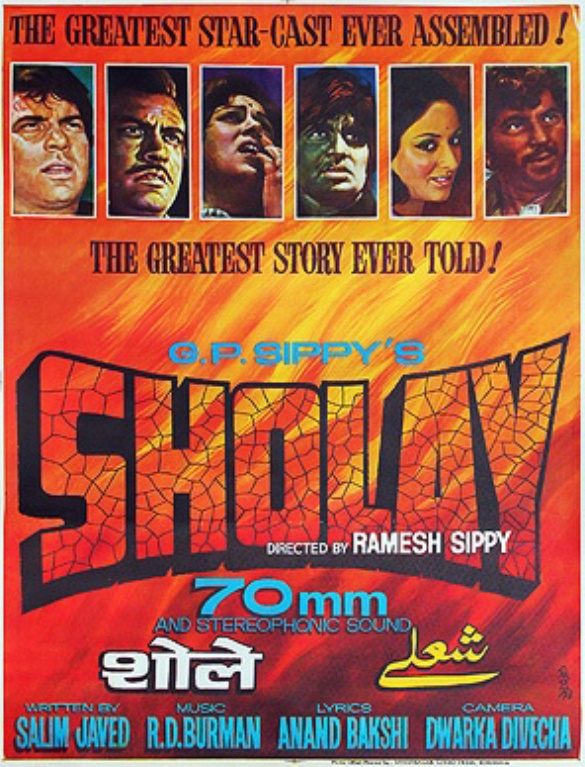 THE GREATEST STAR-CAST EVER ASSEMBLED!
THE GREATEST STORY EVER TOLD!
G.P. SIPPY'S
SHOLAY
DIRECTED BY RAMESH SIPPY
70mm
AND STEREOPHONIC SOUND
शोले
شعلے
WRITTEN BY MUSIC LYRICS CAMERA
SALIM JAVED R.D.BURMAN ANAND BAKSHI DWARKA DIVECHA